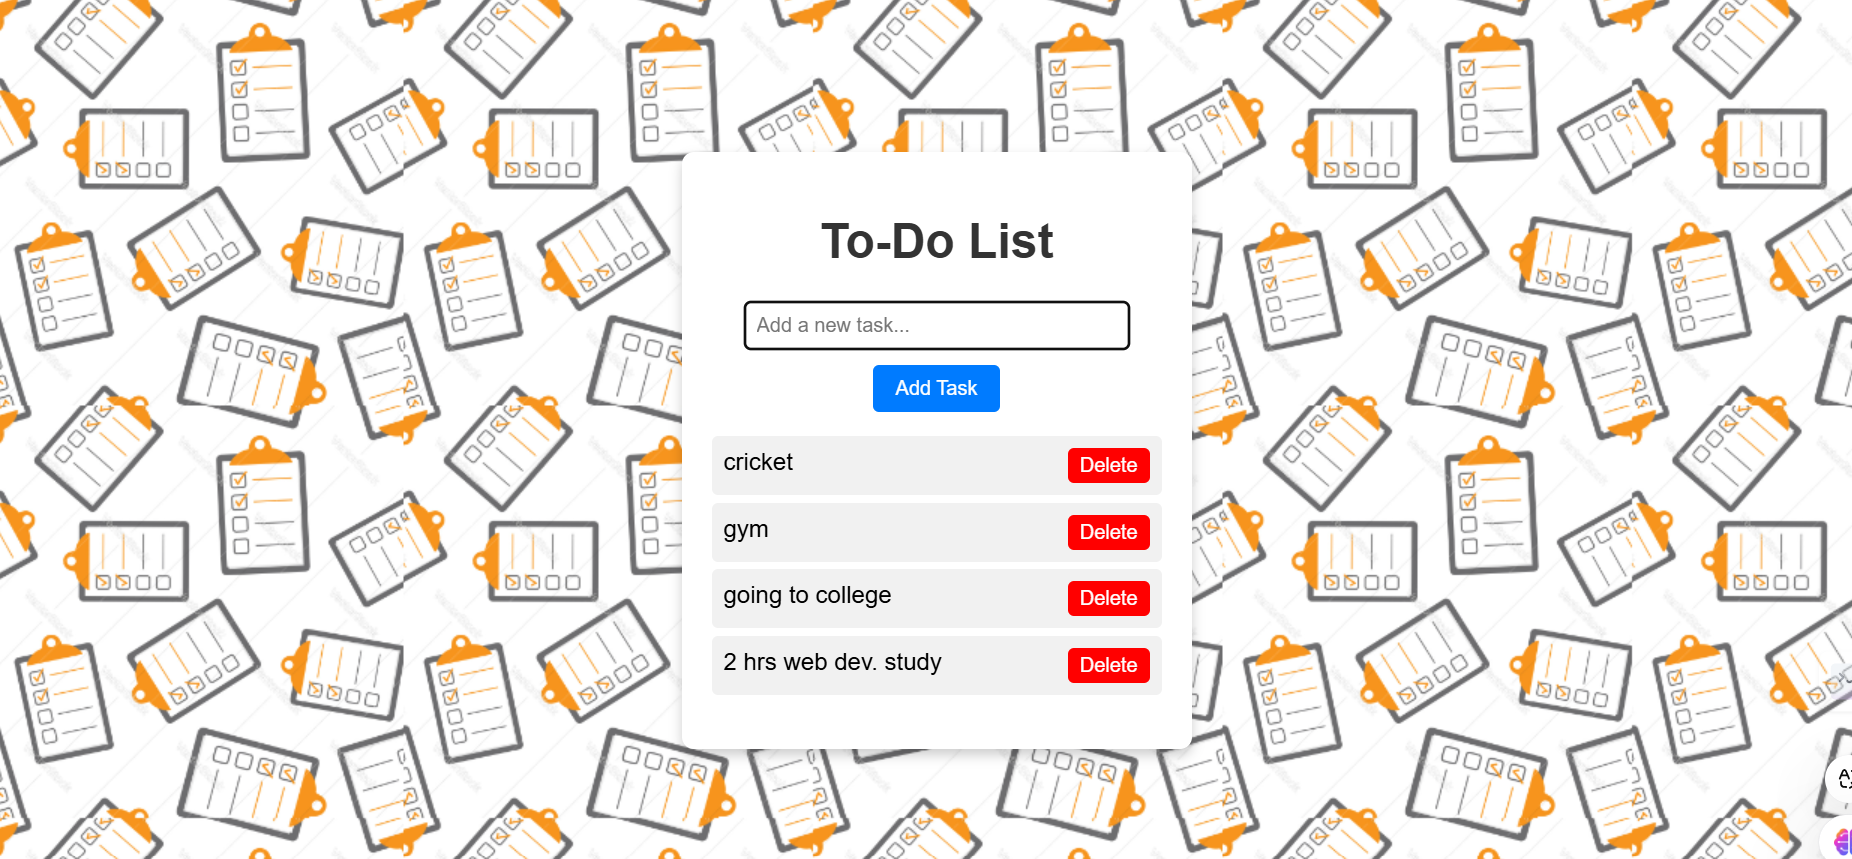 To-Do List
Add a new task...
Add Task
cricket
Delete
gym
Delete
going to college
Delete
2 hrs web dev. study
Delete